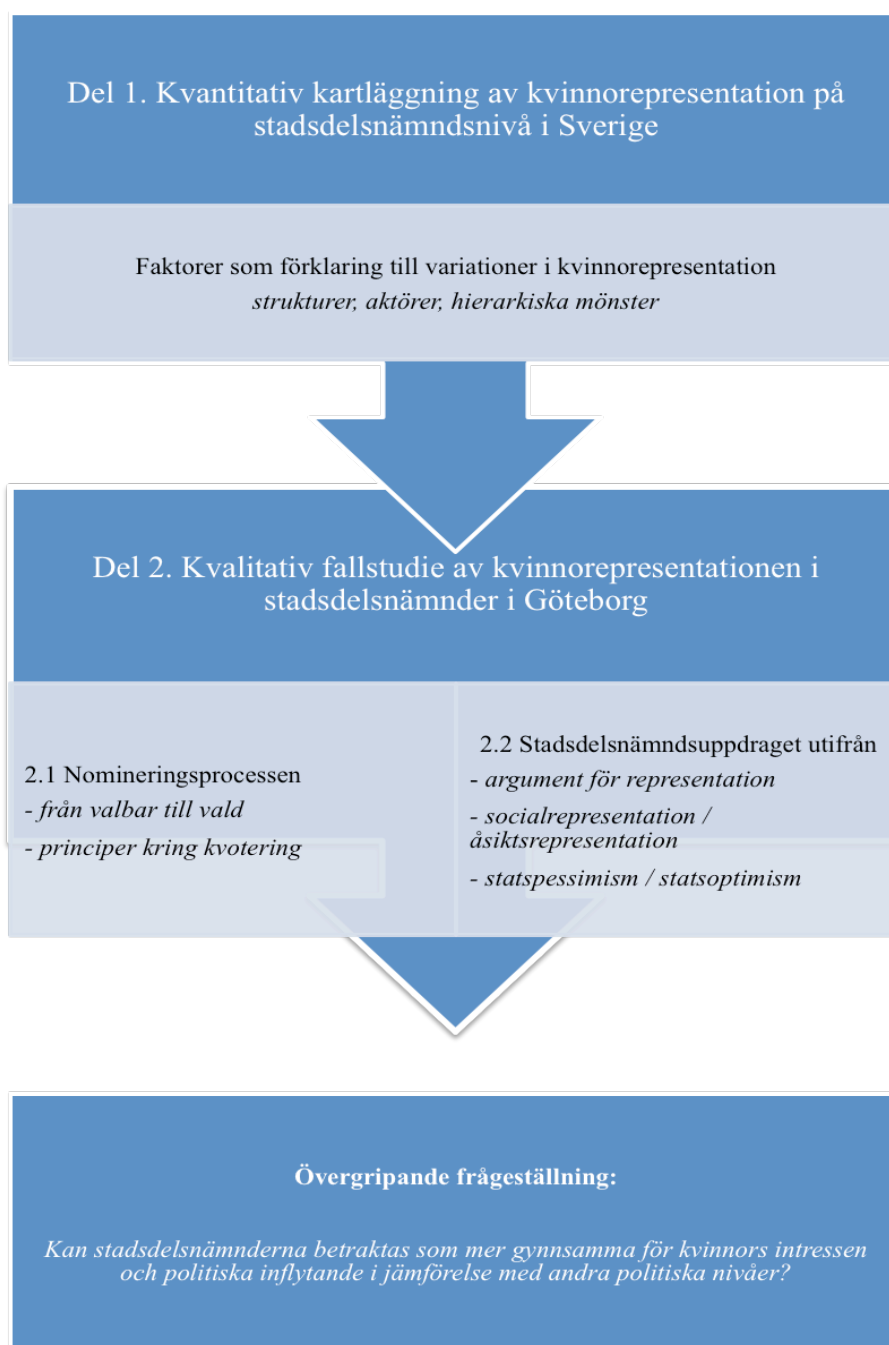 Del 1. Kvantitativ kartläggning av kvinnorepresentation på
stadsdelsnämndsnivå i Sverige
Faktorer som förklaring till variationer i kvinnorepresentation
strukturer, aktörer, hierarkiska mönster
Del 2. Kvalitativ fallstudie av kvinnorepresentationen i
stadsdelsnämnder i Göteborg
2.1 Nomineringsprocessen
- från valbar till vald
- principer kring kvotering
2.2 Stadsdelsnämndsuppdraget utifrån
- argument för representation
- socialrepresentation /
åsiktsrepresentation
- statspessimism / statsoptimism
Övergripande frågeställning:
Kan stadsdelsnämnderna betraktas som mer gynnsamma för kvinnors intressen
och politiska inflytande i jämförelse med andra politiska nivåer?